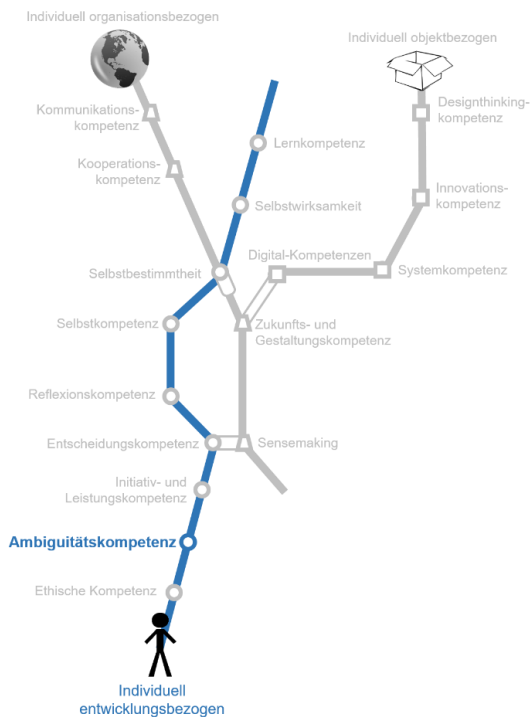 Individuell organisationsbezogen
Individuell objektbezogen
Kommunikations-
kompetenz
Designthinking-
kompetenz
Lernkompetenz
Kooperations-
kompetenz
Innovations-
kompetenz
Selbstwirksamkeit
Digital-Kompetenzen
Selbstbestimmtheit
Systemkompetenz
Selbstkompetenz
Zukunfts- und
Gestaltungskompetenz
Reflexionskompetenz
Entscheidungskompetenz
Sensemaking
Initiativ- und
Leistungskompetenz
Ambiguitätskompetenz
Ethische Kompetenz
Individuell
entwicklungsbezogen